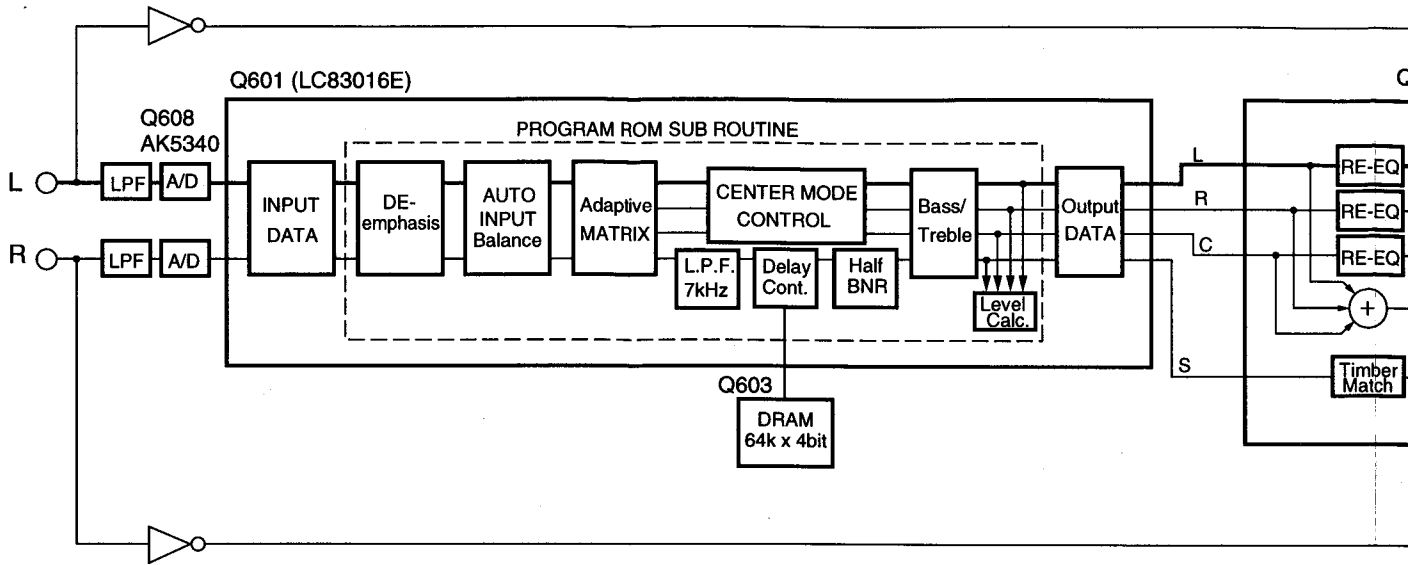 Q601 (LC83016E)
Q
Q608
AK5340
PROGRAM ROM SUB ROUTINE
L
LPF
A/D
INPUT
DATA
DE-
emphasis
AUTO
INPUT
Balance
Adaptive
MATRIX
CENTER MODE
CONTROL
Bass/
Treble
Output
DATA
L
RE-EQ
R
RE-EQ
C
RE-EQ
R
LPF
A/D
L.P.F.
7kHz
Delay
Cont.
Half
BNR
Level
Calc.
+
S
Timber
Match
Q603
DRAM
64k x 4bit